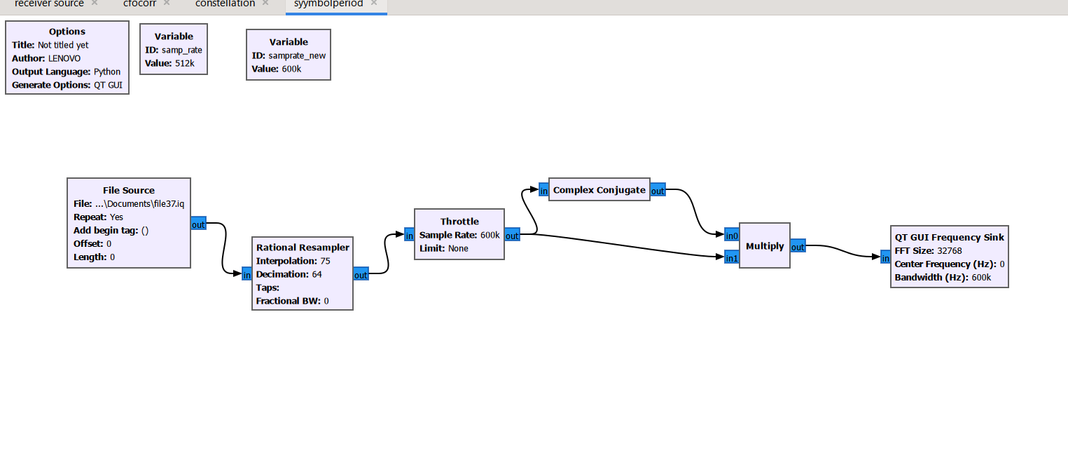 receiver source ×
cfocorr ×
constellation ×
syymbolperiod ×
Options
Title: Not titled yet
Author: LENOVO
Output Language: Python
Generate Options: QT GUI
Variable
ID: samp_rate
Value: 512k
Variable
ID: samprate_new
Value: 600k
File Source
File: ...\Documents\file37.iq
Repeat: Yes
Add begin tag: ()
Offset: 0
Length: 0
out
in
Rational Resampler
Interpolation: 75
Decimation: 64
Taps:
Fractional BW: 0
out
in
Throttle
Sample Rate: 600k
Limit: None
out
in
Complex Conjugate
out
in0
in1
Multiply
out
in
QT GUI Frequency Sink
FFT Size: 32768
Center Frequency (Hz): 0
Bandwidth (Hz): 600k